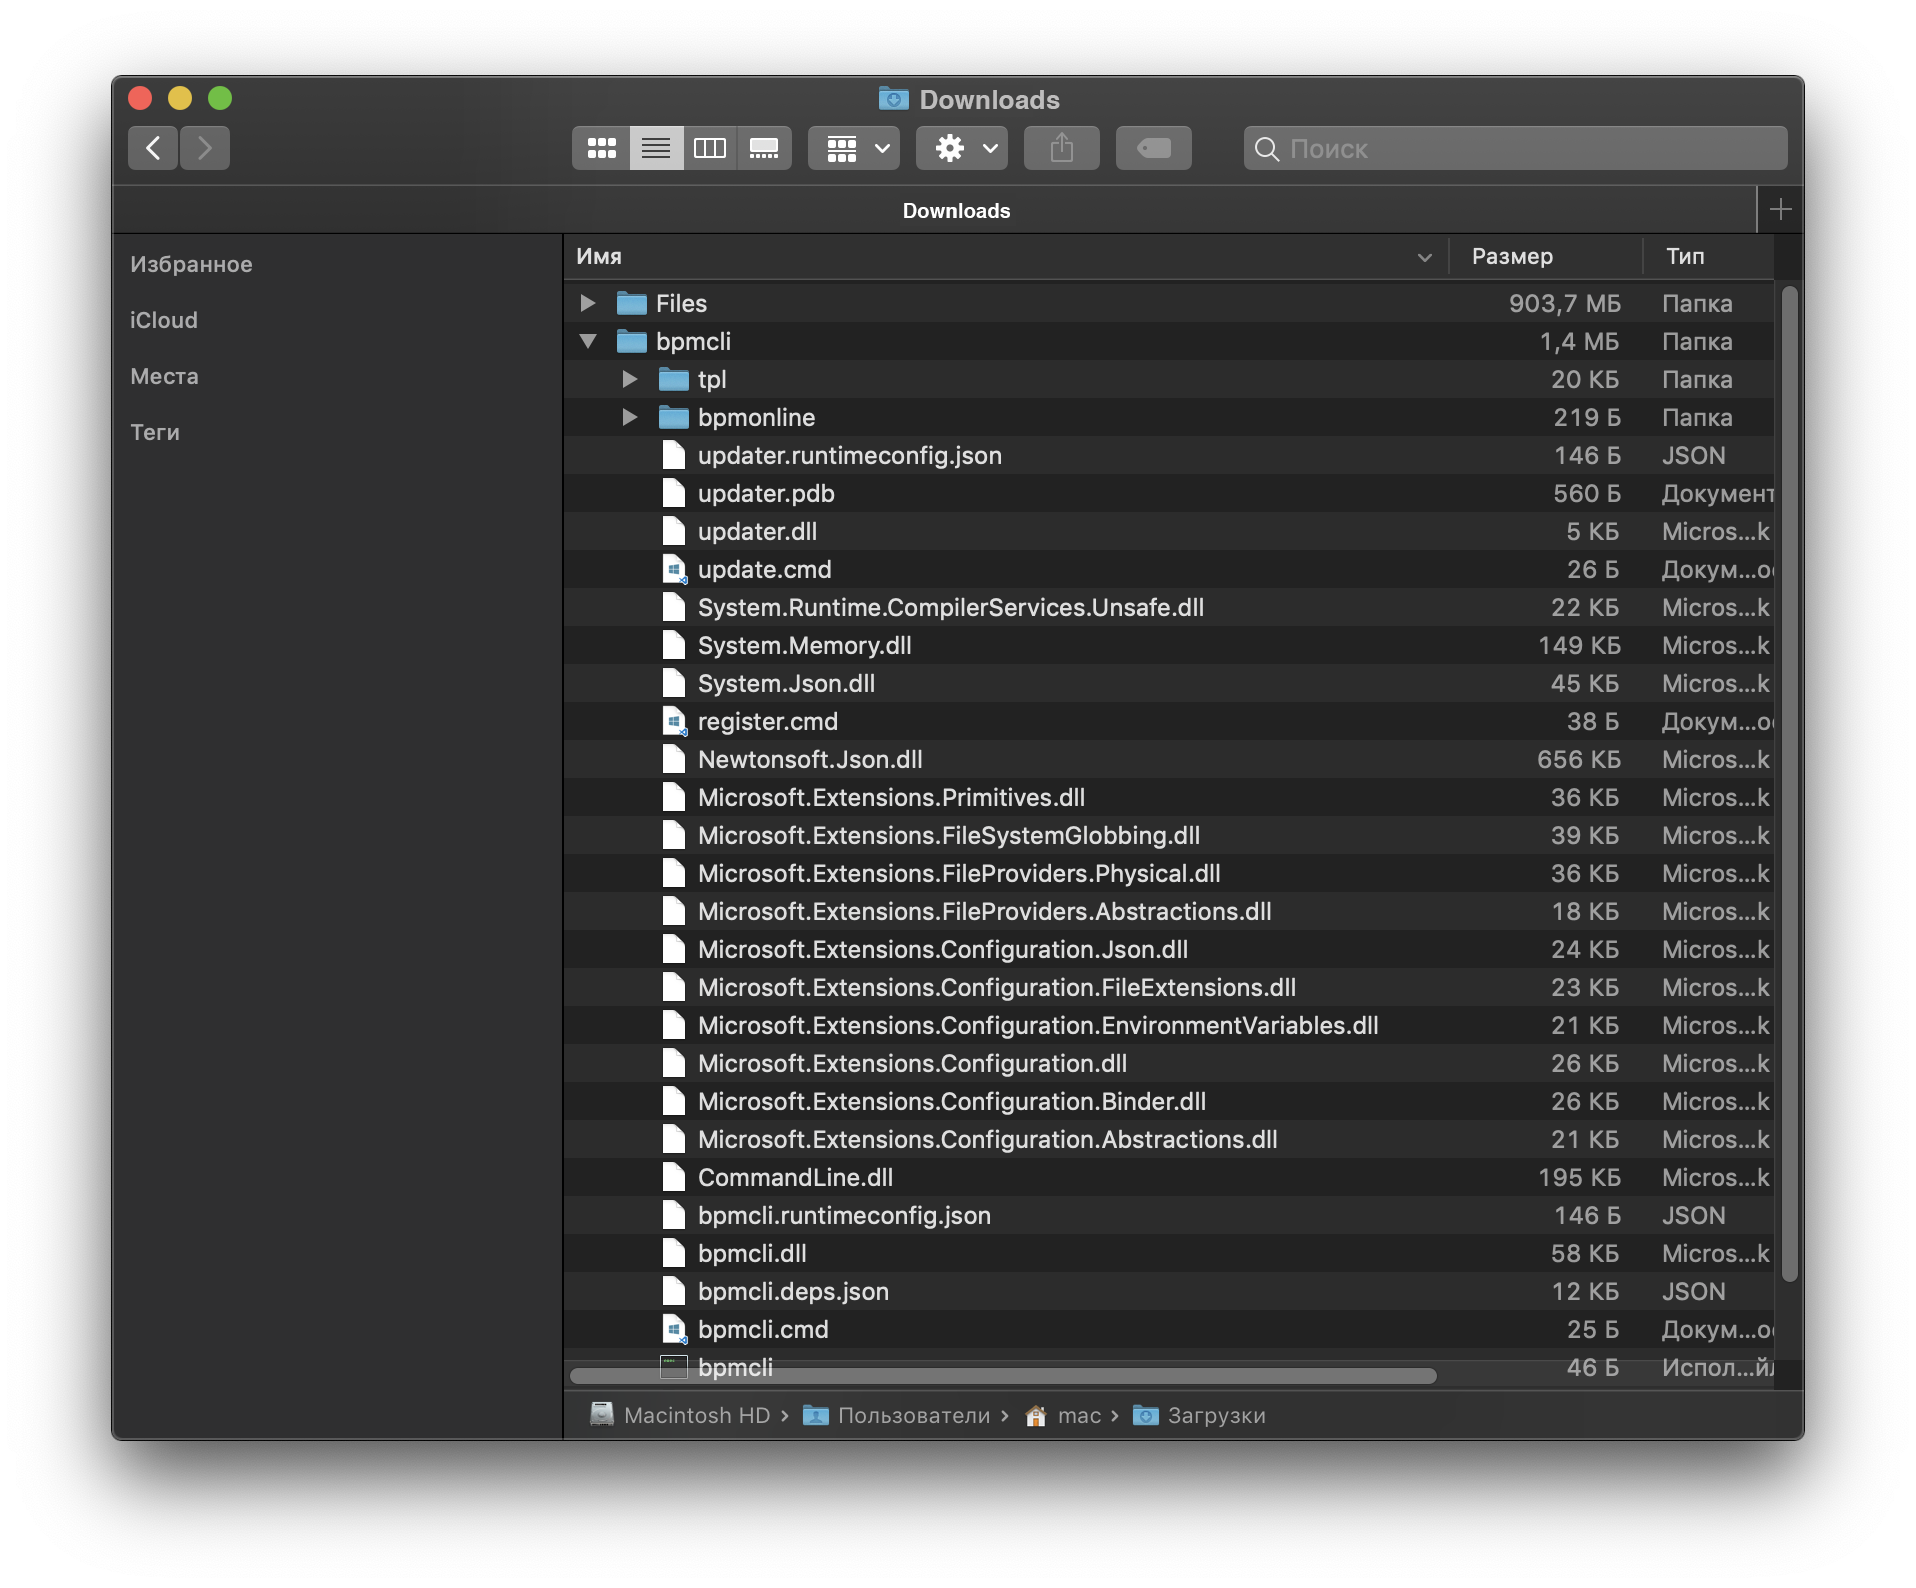 Downloads
Поиск
Downloads
Избранное
iCloud
Места
Теги
Имя Размер Тип
Files 903,7 МБ Папка
bpmcli 1,4 МБ Папка
tpl 20 КБ Папка
bpmonline 219 Б Папка
updater.runtimeconfig.json 146 Б JSON
updater.pdb 560 Б Документ
updater.dll 5 КБ Micros...k
update.cmd 26 Б Докум...ос
System.Runtime.CompilerServices.Unsafe.dll 22 КБ Micros...k
System.Memory.dll 149 КБ Micros...k
System.Json.dll 45 КБ Micros...k
register.cmd 38 Б Докум...ос
Newtonsoft.Json.dll 656 КБ Micros...k
Microsoft.Extensions.Primitives.dll 36 КБ Micros...k
Microsoft.Extensions.FileSystemGlobbing.dll 39 КБ Micros...k
Microsoft.Extensions.FileProviders.Physical.dll 36 КБ Micros...k
Microsoft.Extensions.FileProviders.Abstractions.dll 18 КБ Micros...k
Microsoft.Extensions.Configuration.Json.dll 24 КБ Micros...k
Microsoft.Extensions.Configuration.FileExtensions.dll 23 КБ Micros...k
Microsoft.Extensions.Configuration.EnvironmentVariables.dll 21 КБ Micros...k
Microsoft.Extensions.Configuration.dll 26 КБ Micros...k
Microsoft.Extensions.Configuration.Binder.dll 26 КБ Micros...k
Microsoft.Extensions.Configuration.Abstractions.dll 21 КБ Micros...k
CommandLine.dll 195 КБ Micros...k
bpmcli.runtimeconfig.json 146 Б JSON
bpmcli.dll 58 КБ Micros...k
bpmcli.deps.json 12 КБ JSON
bpmcli.cmd 25 Б Докум...ос
bpmcli 46 Б Испол...йл
Macintosh HD › Пользователи › mac › Загрузки